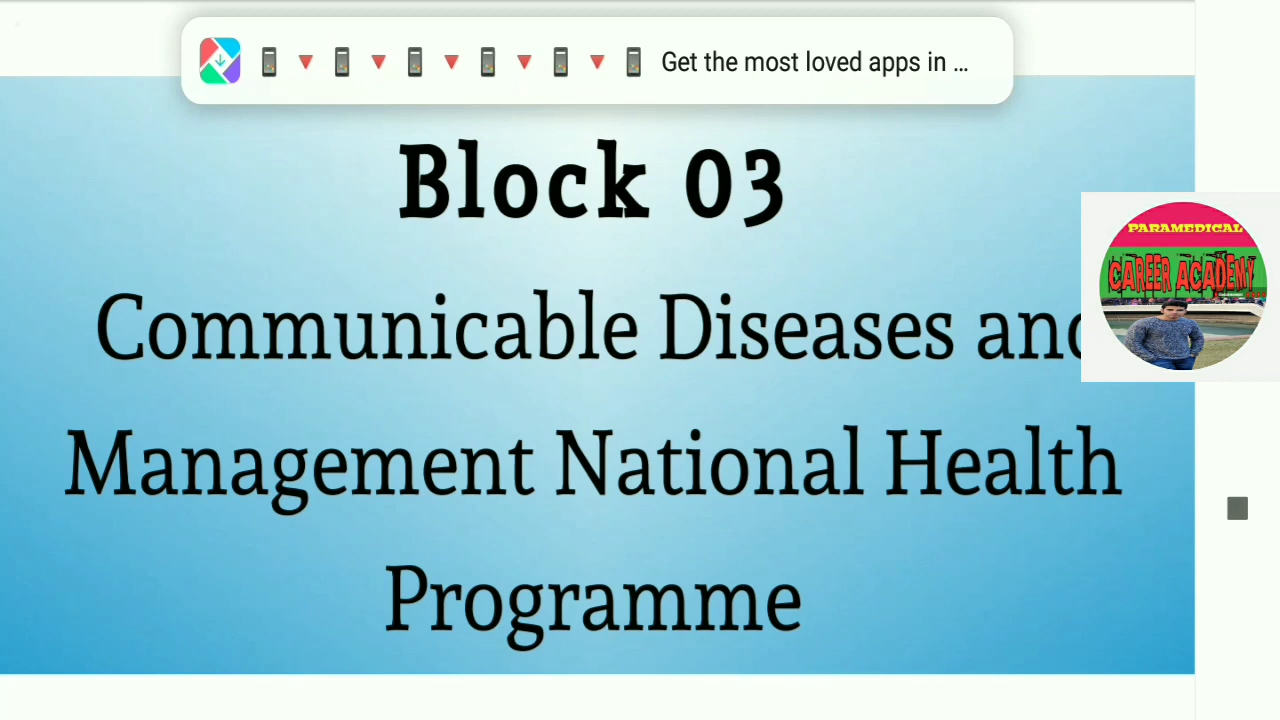 Get the most loved apps in ...
Block 03
Communicable Diseases and
Management National Health
Programme
PARAMEDICAL
CAREER ACADEMY